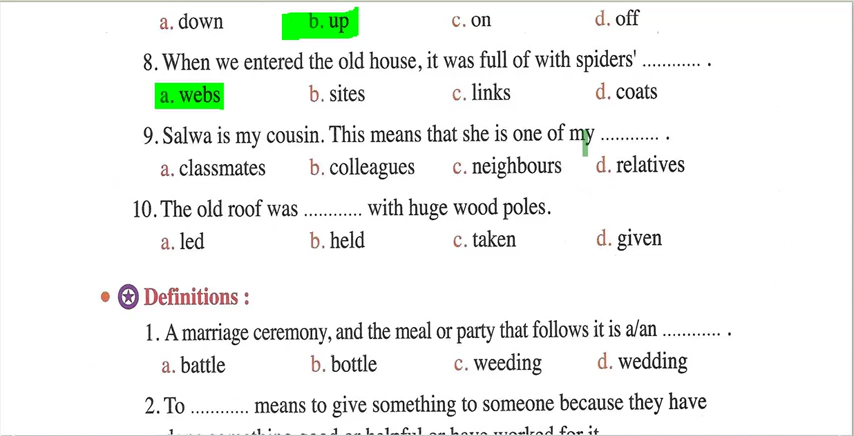 a. down b. up c. on d. off
8. When we entered the old house, it was full of with spiders' ............ .
a. webs b. sites c. links d. coats
9. Salwa is my cousin. This means that she is one of my ............ .
a. classmates b. colleagues c. neighbours d. relatives
10. The old roof was ............ with huge wood poles.
a. led b. held c. taken d. given
Definitions :
1. A marriage ceremony, and the meal or party that follows it is a/an ............ .
a. battle b. bottle c. weeding d. wedding
2. To ............ means to give something to someone because they have